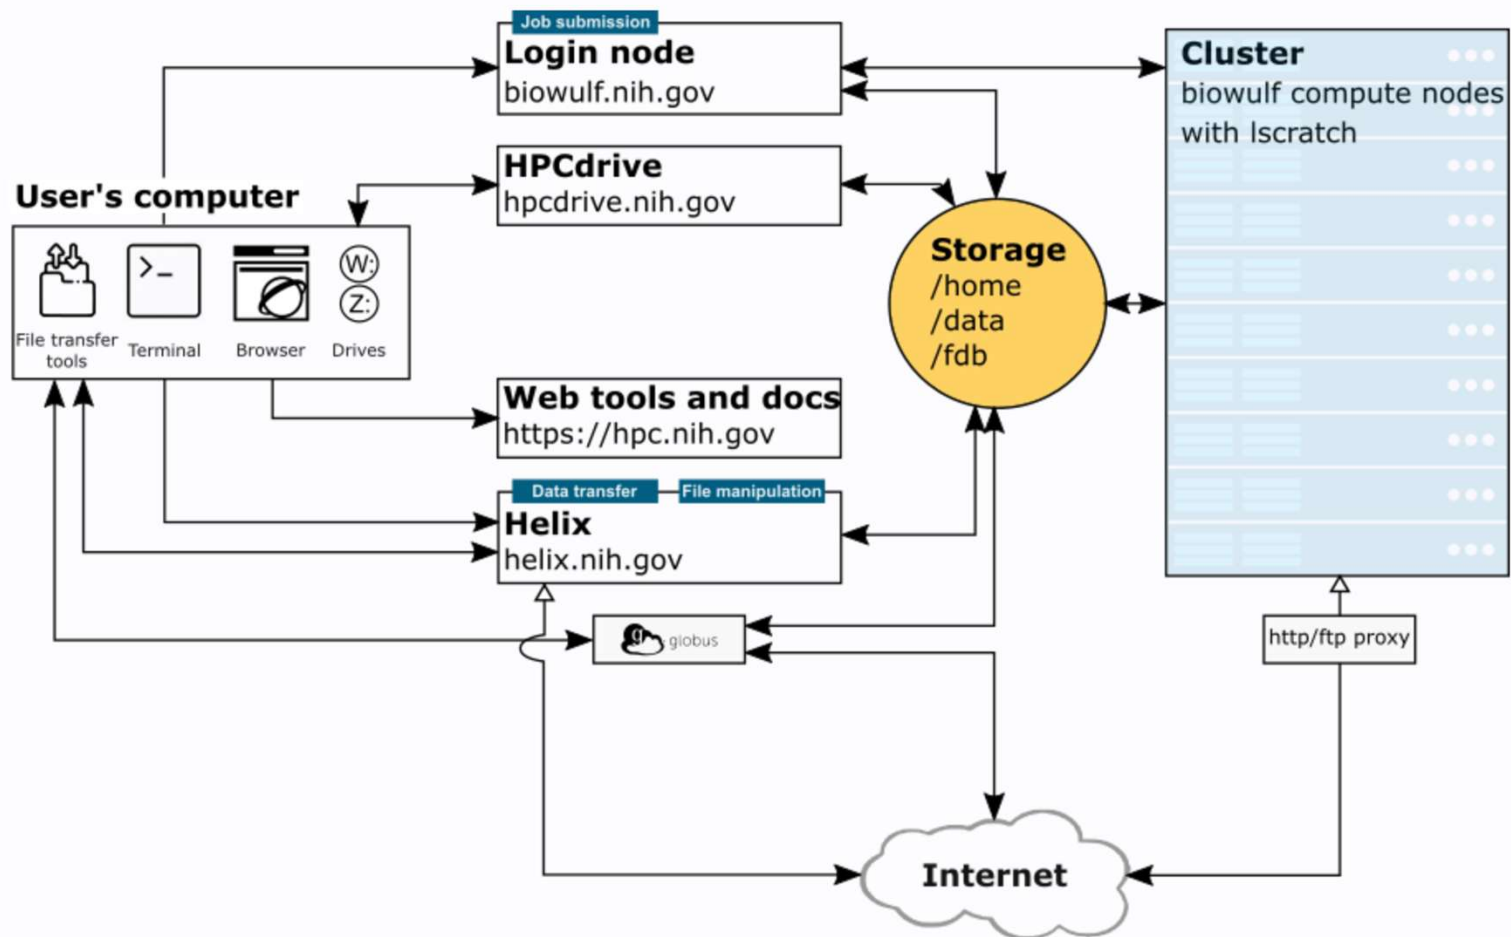 Job submission
Login node
biowulf.nih.gov
Cluster
biowulf compute nodes
with lscratch
HPCdrive
hpcdrive.nih.gov
User's computer
>_
W:
Z:
File transfer
tools
Terminal
Browser
Drives
Storage
/home
/data
/fdb
Web tools and docs
https://hpc.nih.gov
Data transfer
File manipulation
Helix
helix.nih.gov
g
globus
http/ftp proxy
Internet